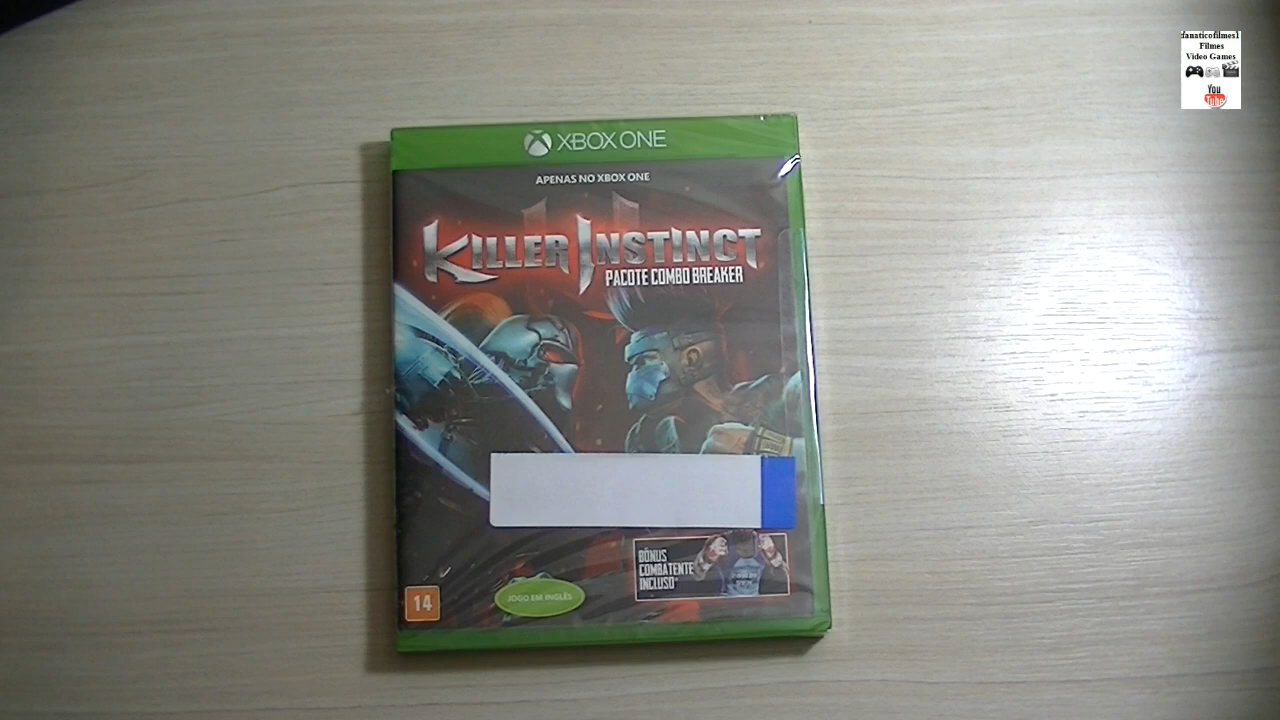 XBOX ONE
APENAS NO XBOX ONE
KILLER INSTINCT
PACOTE COMBO BREAKER
BÔNUS
COMBATENTE
INCLUSO
14
JOGO EM INGLÊS
fanaticofilmes1
Filmes
Video Games
You
Tube